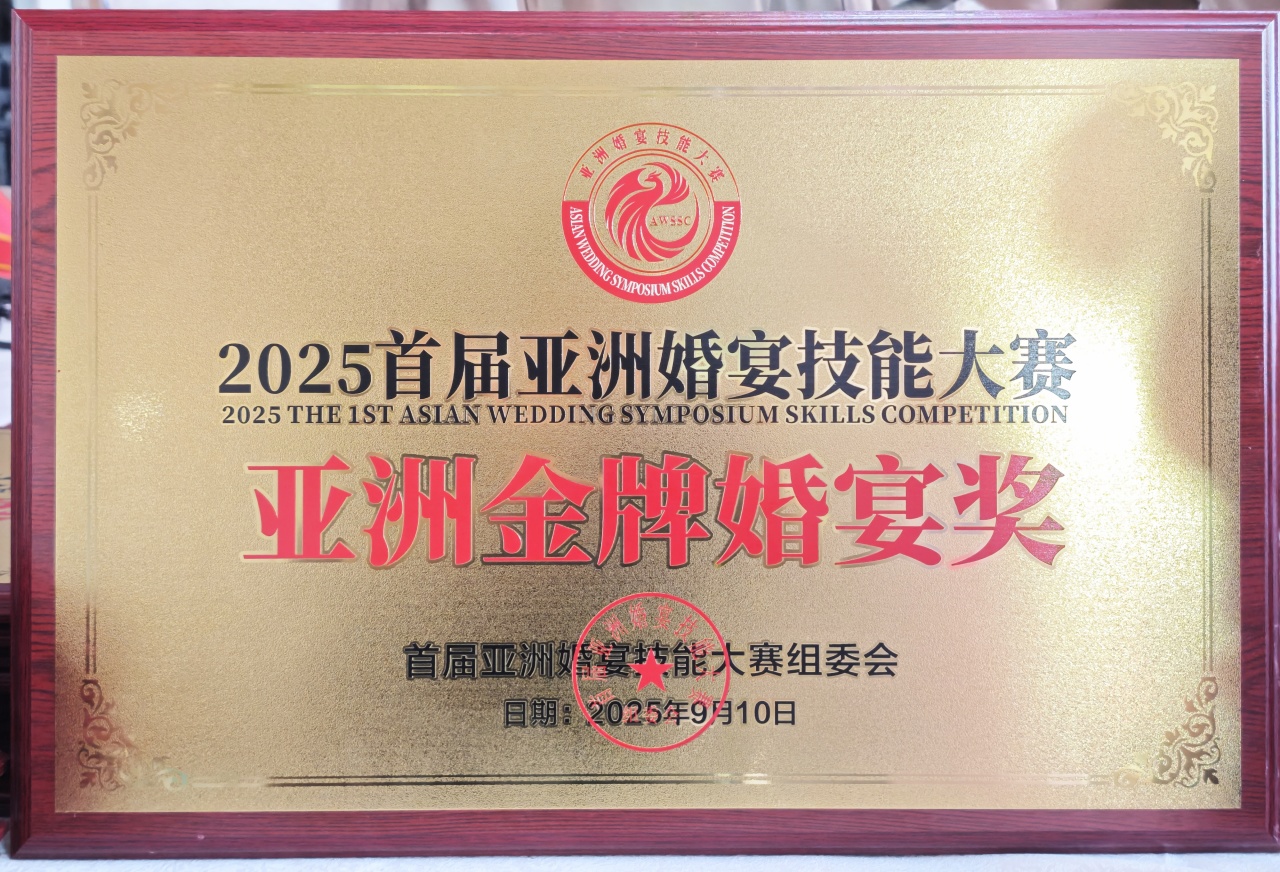 亚洲婚宴技能大赛
AWSSC
ASIAN WEDDING SYMPOSIUM SKILLS COMPETITION
2025首届亚洲婚宴技能大赛
2025 THE 1ST ASIAN WEDDING SYMPOSIUM SKILLS COMPETITION
亚洲金牌婚宴奖
首届亚洲婚宴技能大赛组委会
日期：2025年9月10日